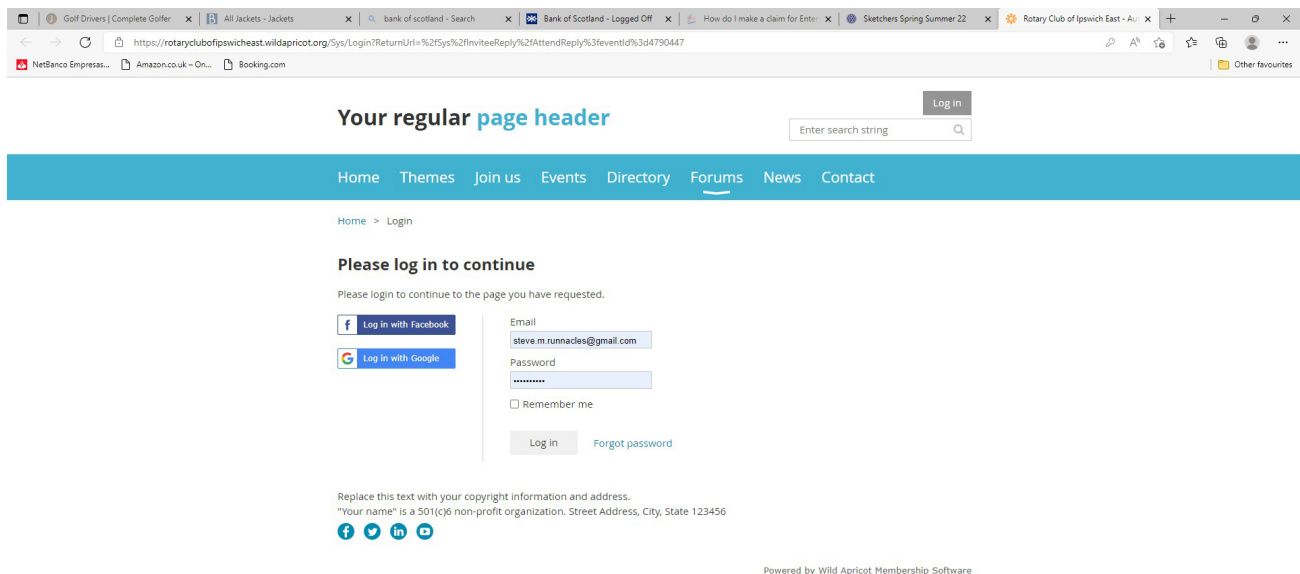 Golf Drivers | Complete Golfer
All Jackets - Jackets
bank of scotland - Search
Bank of Scotland - Logged Off
How do I make a claim for Enter
Sketchers Spring Summer 22
Rotary Club of Ipswich East - Au
https://rotaryclubofipswicheast.wildapricot.org/Sys/Login?ReturnUrl=%2fSys%2fInviteeReply%2fAttendReply%3feventId%3d4790447
NetBanco Empresas...
Amazon.co.uk – On...
Booking.com
Other favourites
Your regular page header
Log in
Enter search string
Home Themes Join us Events Directory Forums News Contact
Home > Login
Please log in to continue
Please login to continue to the page you have requested.
Log in with Facebook
Log in with Google
Email
steve.m.runnacles@gmail.com
Password
••••••••••
Remember me
Log in
Forgot password
Replace this text with your copyright information and address.
"Your name" is a 501(c)6 non-profit organization. Street Address, City, State 123456
Powered by Wild Apricot Membership Software